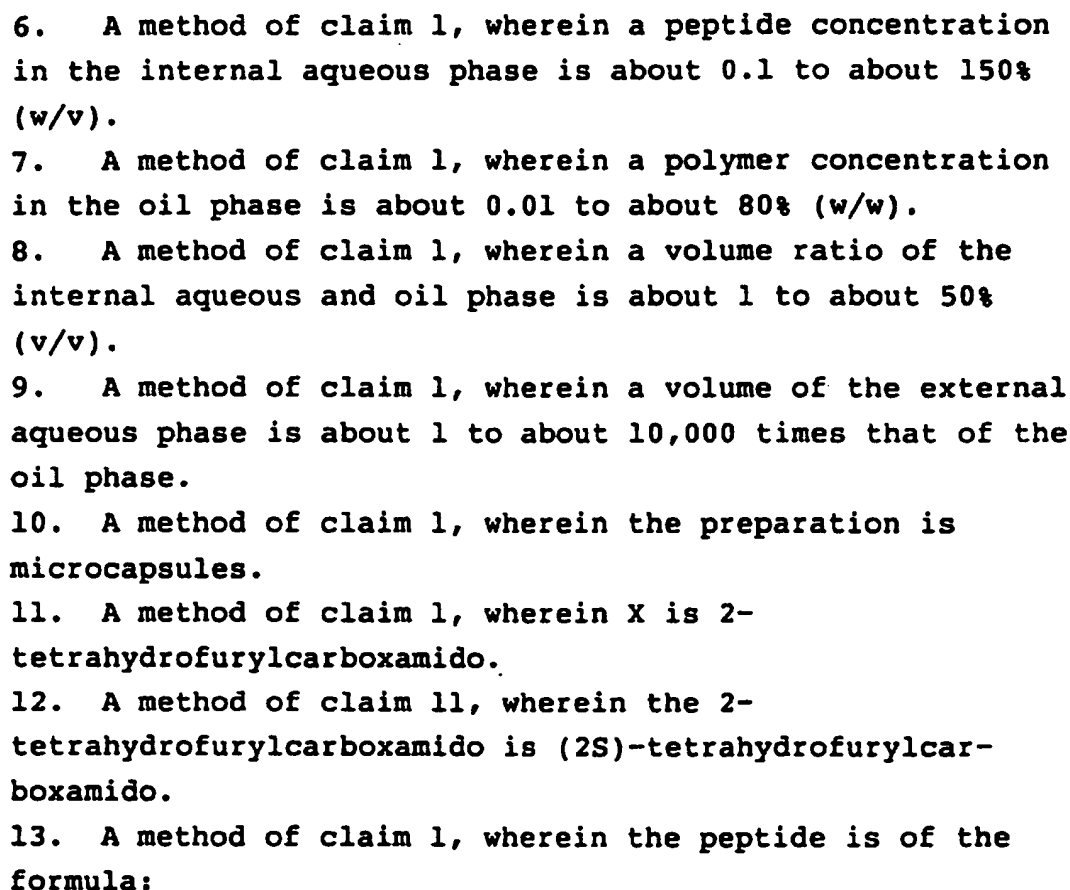 6. A method of claim 1, wherein a peptide concentration
in the internal aqueous phase is about 0.1 to about 150%
(w/v).
7. A method of claim 1, wherein a polymer concentration
in the oil phase is about 0.01 to about 80% (w/w).
8. A method of claim 1, wherein a volume ratio of the
internal aqueous and oil phase is about 1 to about 50%
(v/v).
9. A method of claim 1, wherein a volume of the external
aqueous phase is about 1 to about 10,000 times that of the
oil phase.
10. A method of claim 1, wherein the preparation is
microcapsules.
11. A method of claim 1, wherein X is 2-
tetrahydrofurylcarboxamido.
12. A method of claim 11, wherein the 2-
tetrahydrofurylcarboxamido is (2S)-tetrahydrofurylcar-
boxamido.
13. A method of claim 1, wherein the peptide is of the
formula: